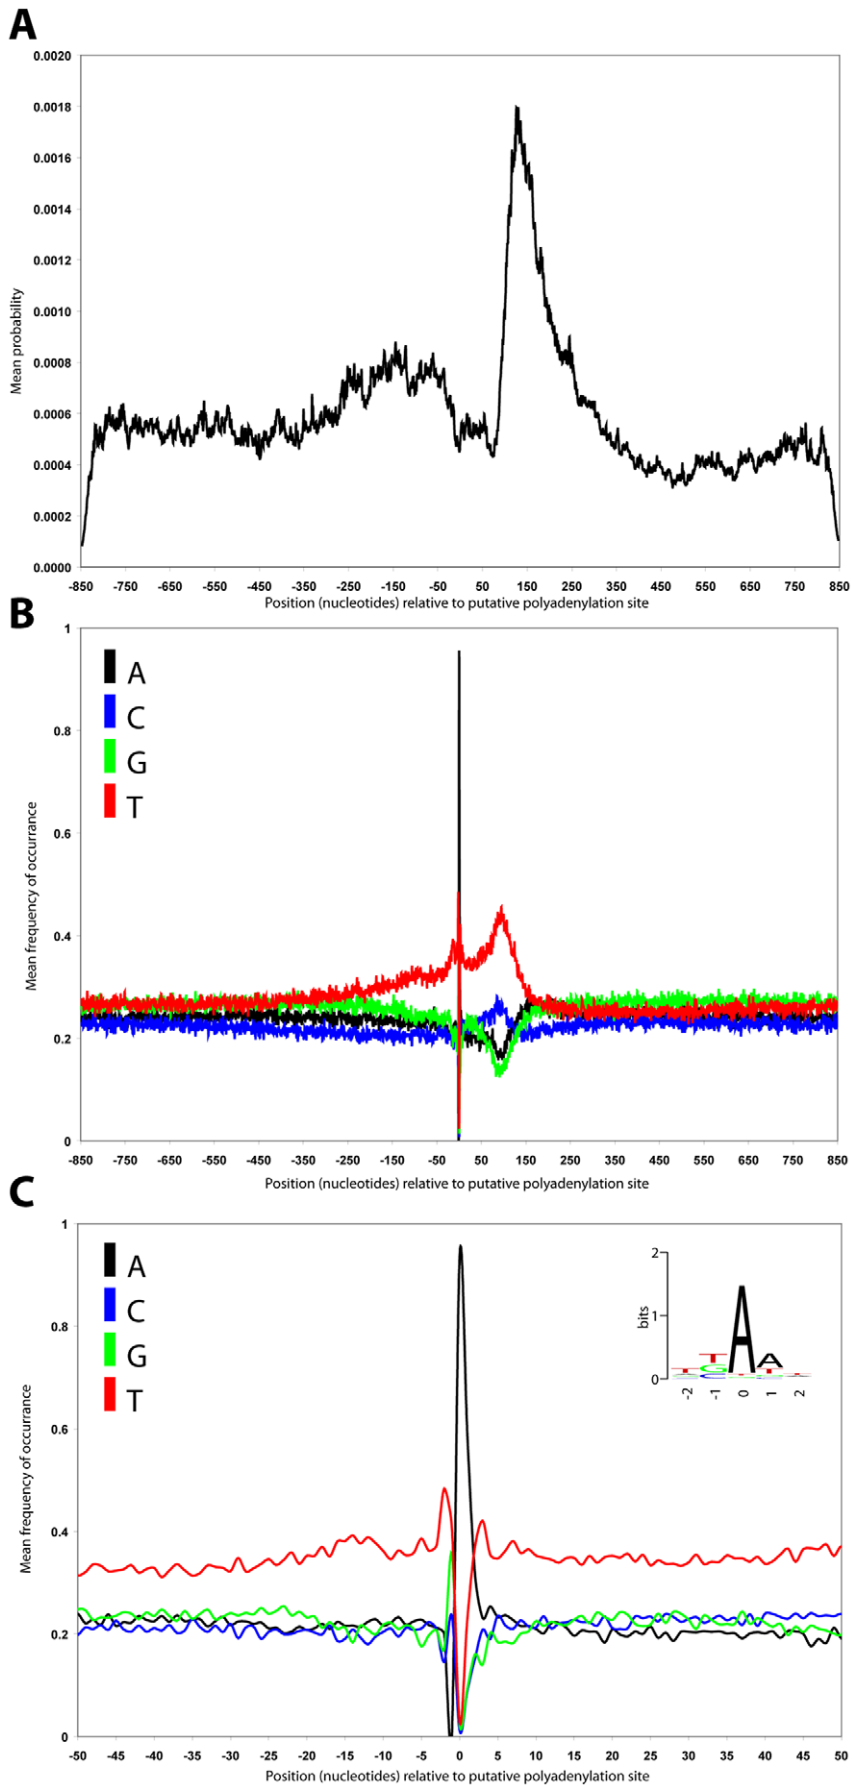 A
0.0020
0.0018
0.0016
0.0014
0.0012
0.0010
0.0008
0.0006
0.0004
0.0002
0.0000
Mean probability
-850 -750 -650 -550 -450 -350 -250 -150 -50 50 150 250 350 450 550 650 750 850
Position (nucleotides) relative to putative polyadenylation site
B
1
0.8
0.6
0.4
0.2
0
Mean frequency of occurrance
A
C
G
T
-850 -750 -650 -550 -450 -350 -250 -150 -50 50 150 250 350 450 550 650 750 850
Position (nucleotides) relative to putative polyadenylation site
C
1
0.8
0.6
0.4
0.2
0
Mean frequency of occurrance
A
C
G
T
2
1
0
bits
T G C A A T
-2 -1 0 1 2
-50 -45 -40 -35 -30 -25 -20 -15 -10 -5 0 5 10 15 20 25 30 35 40 45 50
Position (nucleotides) relative to putative polyadenylation site